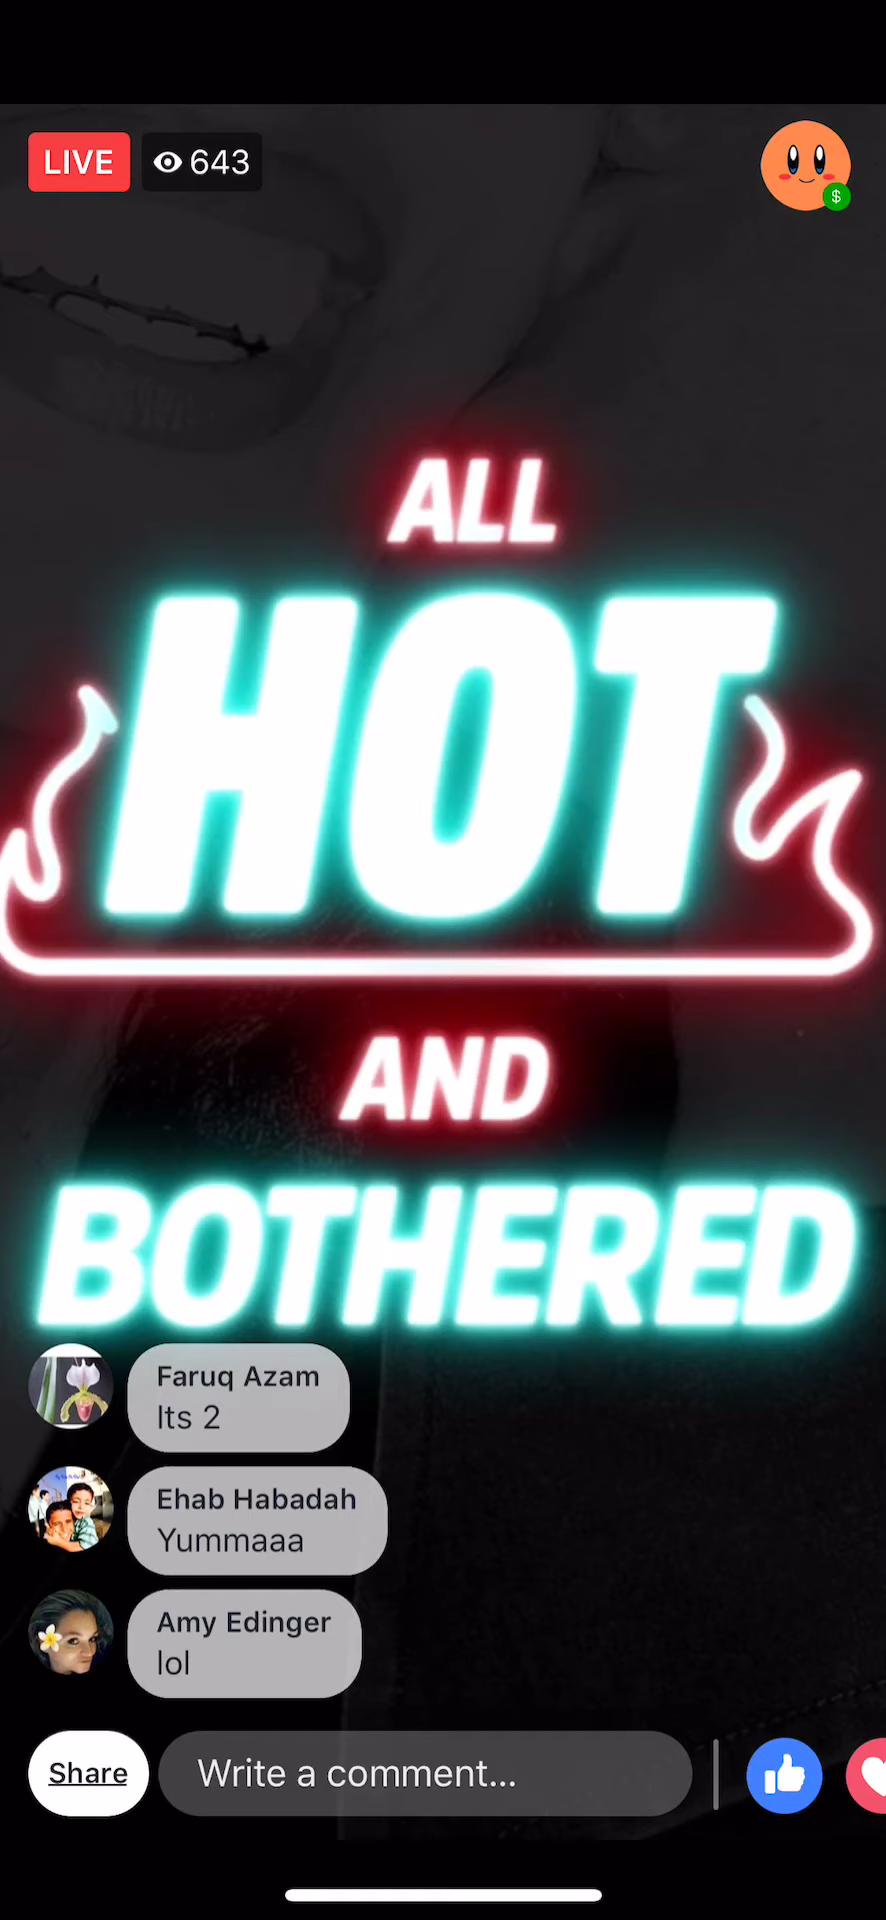 LIVE 643
$
ALL
HOT
AND
BOTHERED
Faruq Azam
Its 2
Ehab Habadah
Yummaaa
Amy Edinger
lol
Share Write a comment...